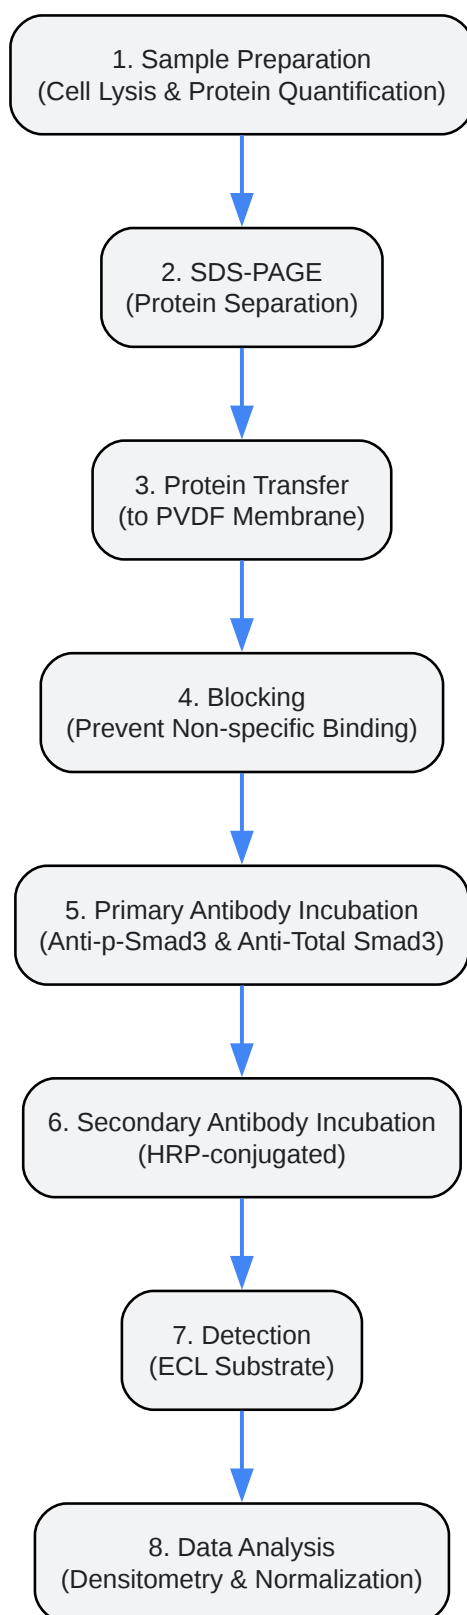 1. Sample Preparation
(Cell Lysis & Protein Quantification)
2. SDS-PAGE
(Protein Separation)
3. Protein Transfer
(to PVDF Membrane)
4. Blocking
(Prevent Non-specific Binding)
5. Primary Antibody Incubation
(Anti-p-Smad3 & Anti-Total Smad3)
6. Secondary Antibody Incubation
(HRP-conjugated)
7. Detection
(ECL Substrate)
8. Data Analysis
(Densitometry & Normalization)